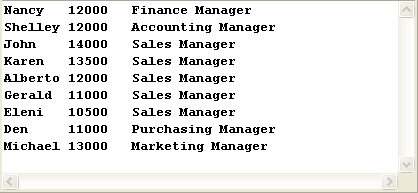 Nancy   12000   Finance Manager
Shelley 12000   Accounting Manager
John    14000   Sales Manager
Karen   13500   Sales Manager
Alberto 12000   Sales Manager
Gerald  11000   Sales Manager
Eleni   10500   Sales Manager
Den     11000   Purchasing Manager
Michael 13000   Marketing Manager